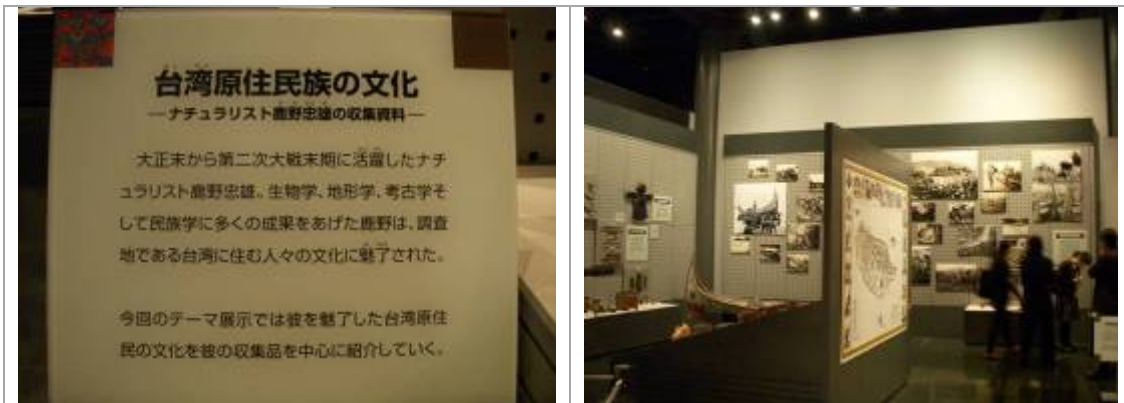 台湾原住民族の文化
—ナチュラリスト鹿野忠雄の収集資料—
大正末から第二次大戦末期に活躍したナチ
ュラリスト鹿野忠雄。生物学、地形学、考古学そ
して民族学に多くの成果をあげた鹿野は、調査
地である台湾に住む人々の文化に魅了された。
今回のテーマ展示では彼を魅了した台湾原住
民の文化を彼の収集品を中心に紹介していく。